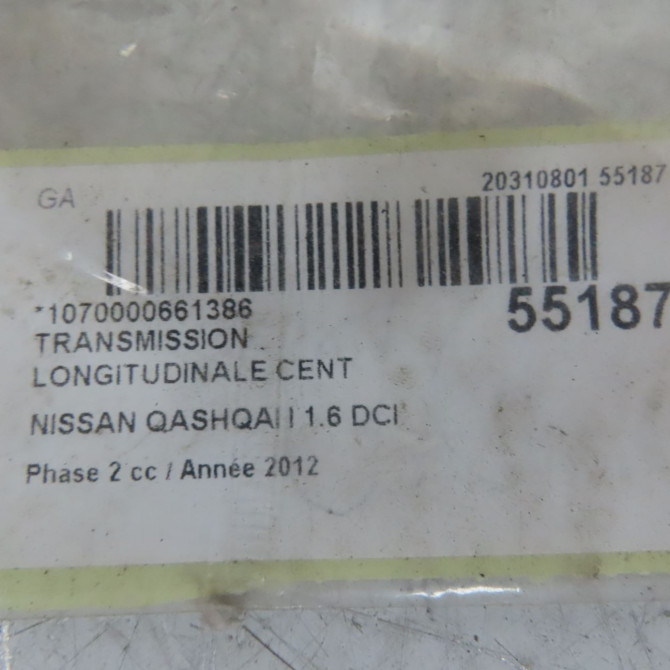 GA
20310801 55187
*1070000661386
55187
TRANSMISSION
LONGITUDINALE CENT
NISSAN QASHQAI I 1.6 DCI
Phase 2 cc / Année 2012